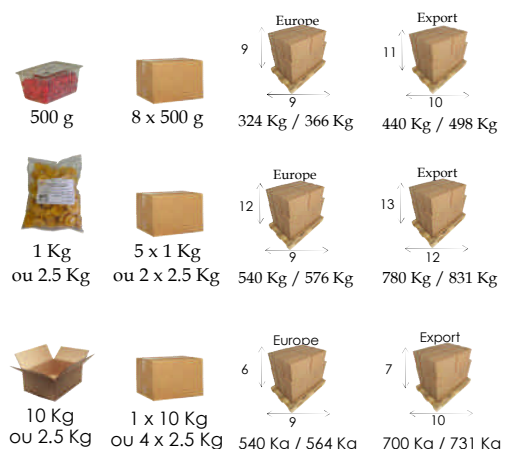 Europe
Export
9
11
9
10
500 g
8 x 500 g
324 Kg / 366 Kg
440 Kg / 498 Kg
Europe
Export
12
13
9
12
1 Kg
ou 2.5 Kg
5 x 1 Kg
ou 2 x 2.5 Kg
540 Kg / 576 Kg
780 Kg / 831 Kg
Europe
Export
6
7
9
10
10 Kg
ou 2.5 Kg
1 x 10 Kg
ou 4 x 2.5 Kg
540 Kg / 564 Kg
700 Kg / 731 Kg